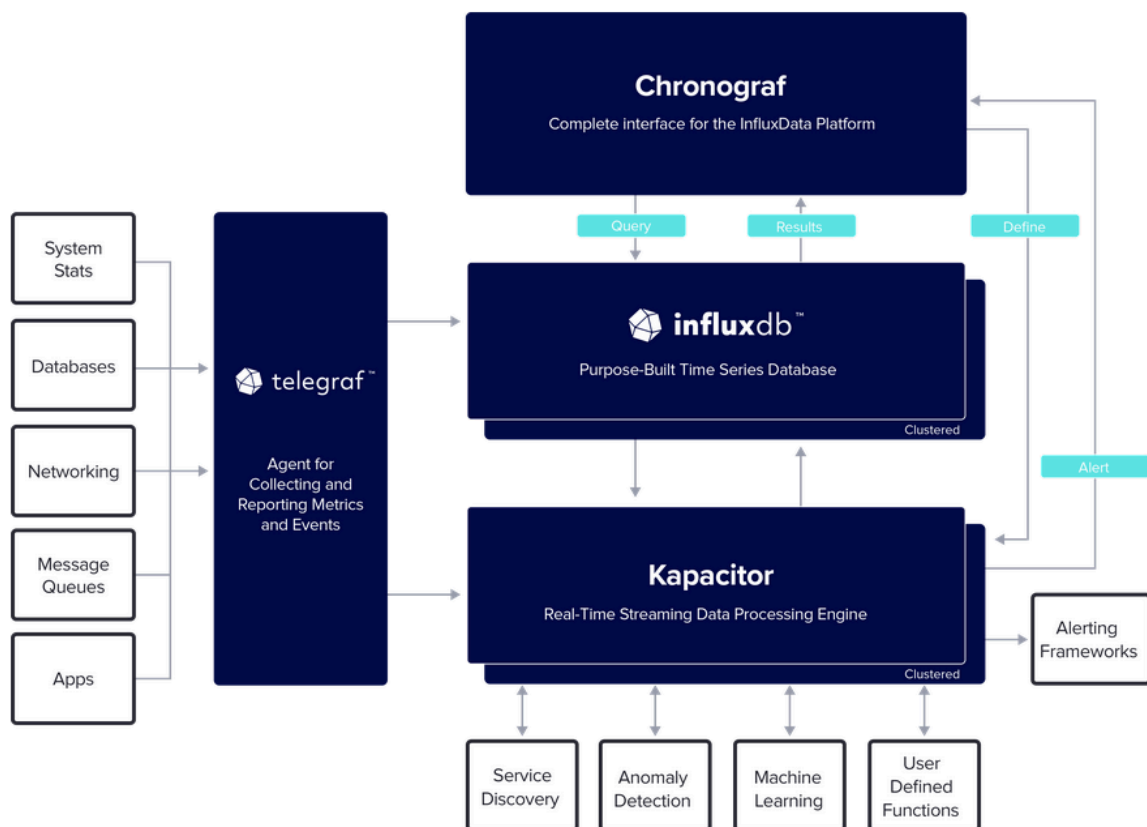 Chronograf
Complete interface for the InfluxData Platform
Query
Results
Define
System
Stats
Databases
Networking
Message
Queues
Apps
telegraf™
Agent for
Collecting and
Reporting Metrics
and Events
influxdb™
Purpose-Built Time Series Database
Clustered
Alert
Kapacitor
Real-Time Streaming Data Processing Engine
Clustered
Alerting
Frameworks
Service
Discovery
Anomaly
Detection
Machine
Learning
User
Defined
Functions